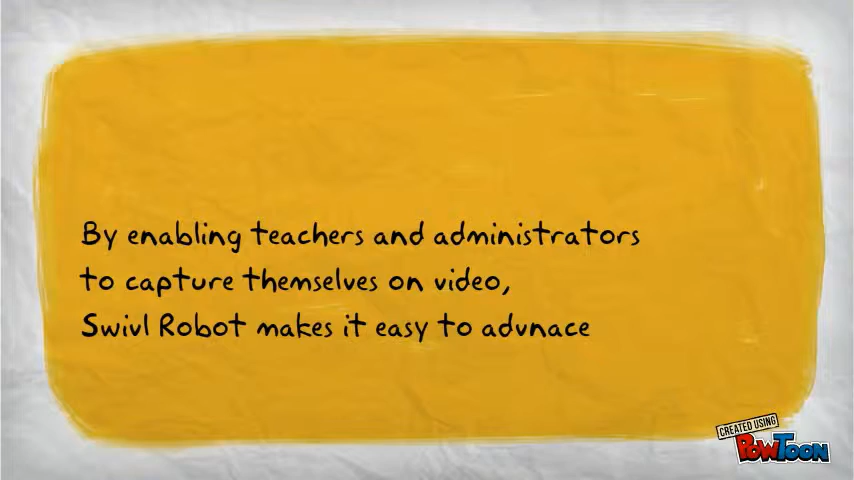 By enabling teachers and administrators
to capture themselves on video,
Swivl Robot makes it easy to advnace
CREATED USING
POWTOON